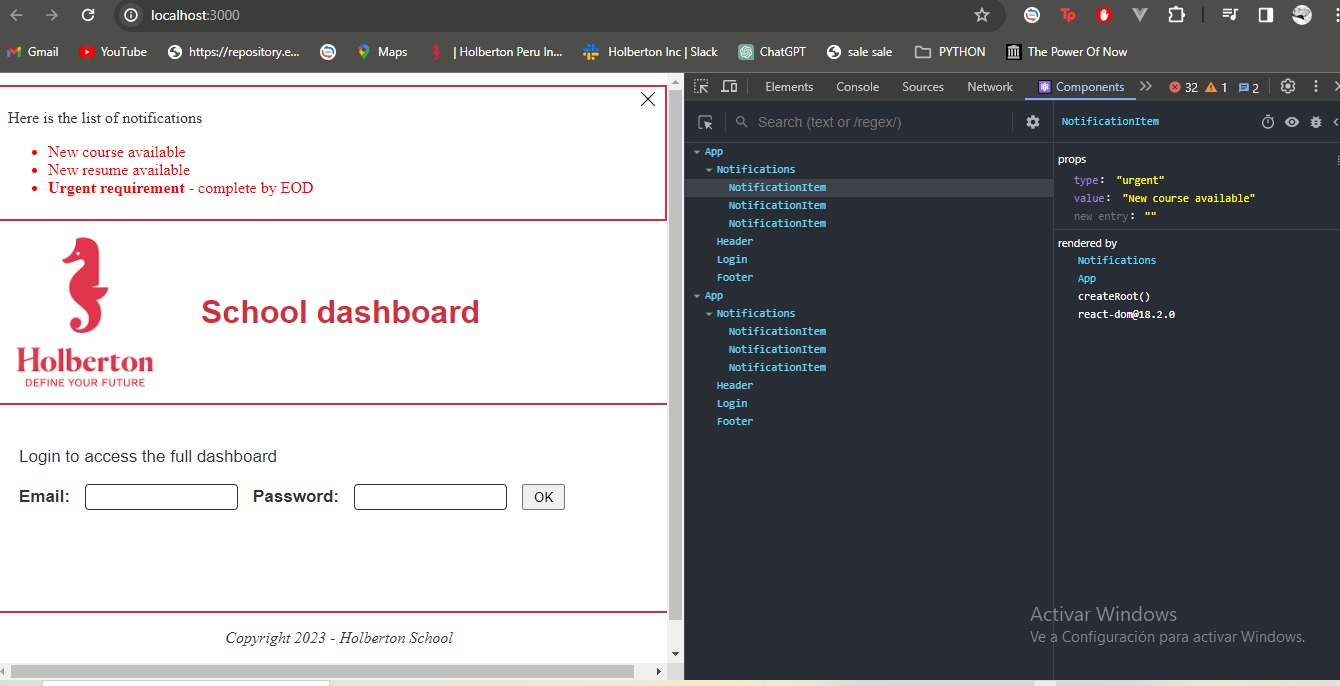 localhost:3000
Gmail YouTube https://repository.e... Maps | Holberton Peru In... Holberton Inc | Slack ChatGPT sale sale PYTHON The Power Of Now
Here is the list of notifications
New course available
New resume available
Urgent requirement - complete by EOD
Holberton
DEFINE YOUR FUTURE
School dashboard
Login to access the full dashboard
Email: Password: OK
Copyright 2023 - Holberton School
Elements Console Sources Network Components 32 1 2
Search (text or /regex/)
App
Notifications
NotificationItem
NotificationItem
NotificationItem
Header
Login
Footer
App
Notifications
NotificationItem
NotificationItem
NotificationItem
Header
Login
Footer
NotificationItem
props
type: "urgent"
value: "New course available"
new entry: ""
rendered by
Notifications
App
createRoot()
react-dom@18.2.0
Activar Windows
Ve a Configuración para activar Windows.